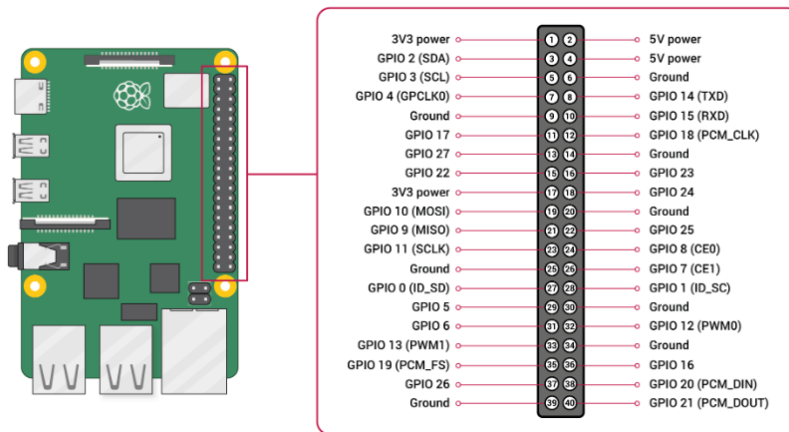 3V3 power 1 2 5V power
GPIO 2 (SDA) 3 4 5V power
GPIO 3 (SCL) 5 6 Ground
GPIO 4 (GPCLK0) 7 8 GPIO 14 (TXD)
Ground 9 10 GPIO 15 (RXD)
GPIO 17 11 12 GPIO 18 (PCM_CLK)
GPIO 27 13 14 Ground
GPIO 22 15 16 GPIO 23
3V3 power 17 18 GPIO 24
GPIO 10 (MOSI) 19 20 Ground
GPIO 9 (MISO) 21 22 GPIO 25
GPIO 11 (SCLK) 23 24 GPIO 8 (CE0)
Ground 25 26 GPIO 7 (CE1)
GPIO 0 (ID_SD) 27 28 GPIO 1 (ID_SC)
GPIO 5 29 30 Ground
GPIO 6 31 32 GPIO 12 (PWM0)
GPIO 13 (PWM1) 33 34 Ground
GPIO 19 (PCM_FS) 35 36 GPIO 16
GPIO 26 37 38 GPIO 20 (PCM_DIN)
Ground 39 40 GPIO 21 (PCM_DOUT)